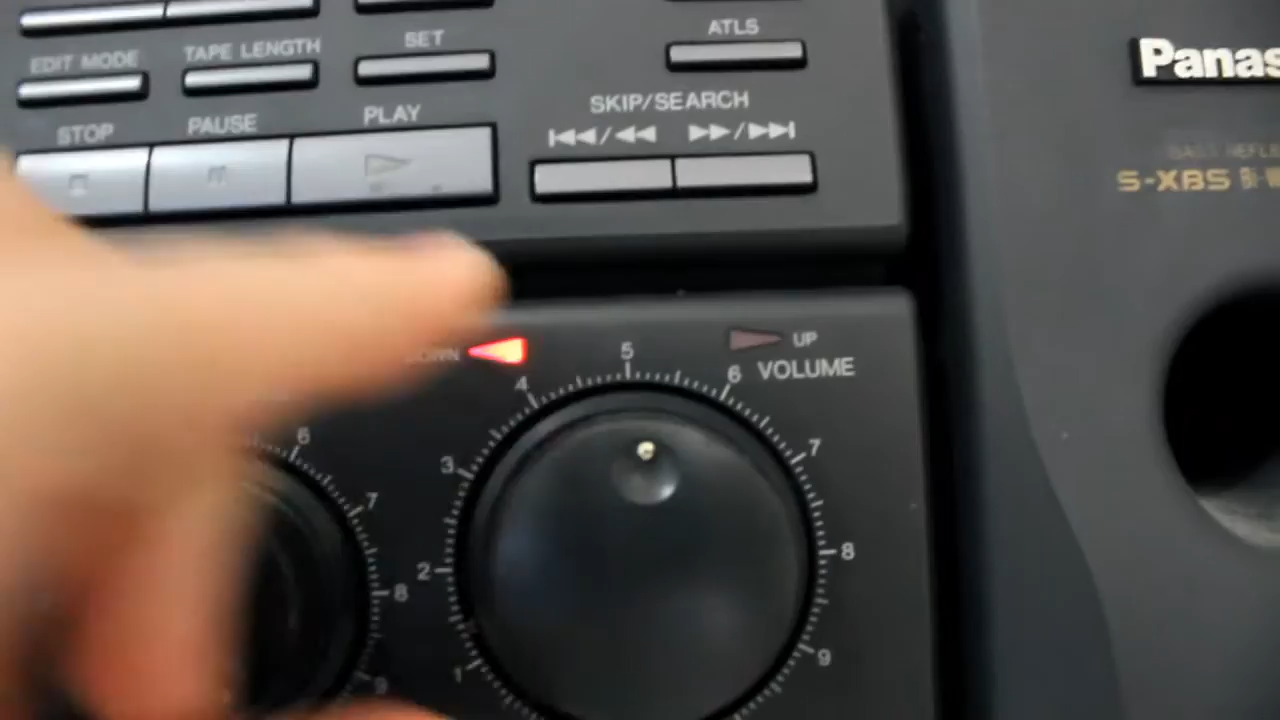 EDIT MODE
TAPE LENGTH
SET
ATLS
STOP
PAUSE
PLAY
SKIP/SEARCH
Panas
S-XBS
UP
VOLUME
1
2
3
4
5
6
7
8
9
6
7
8
9